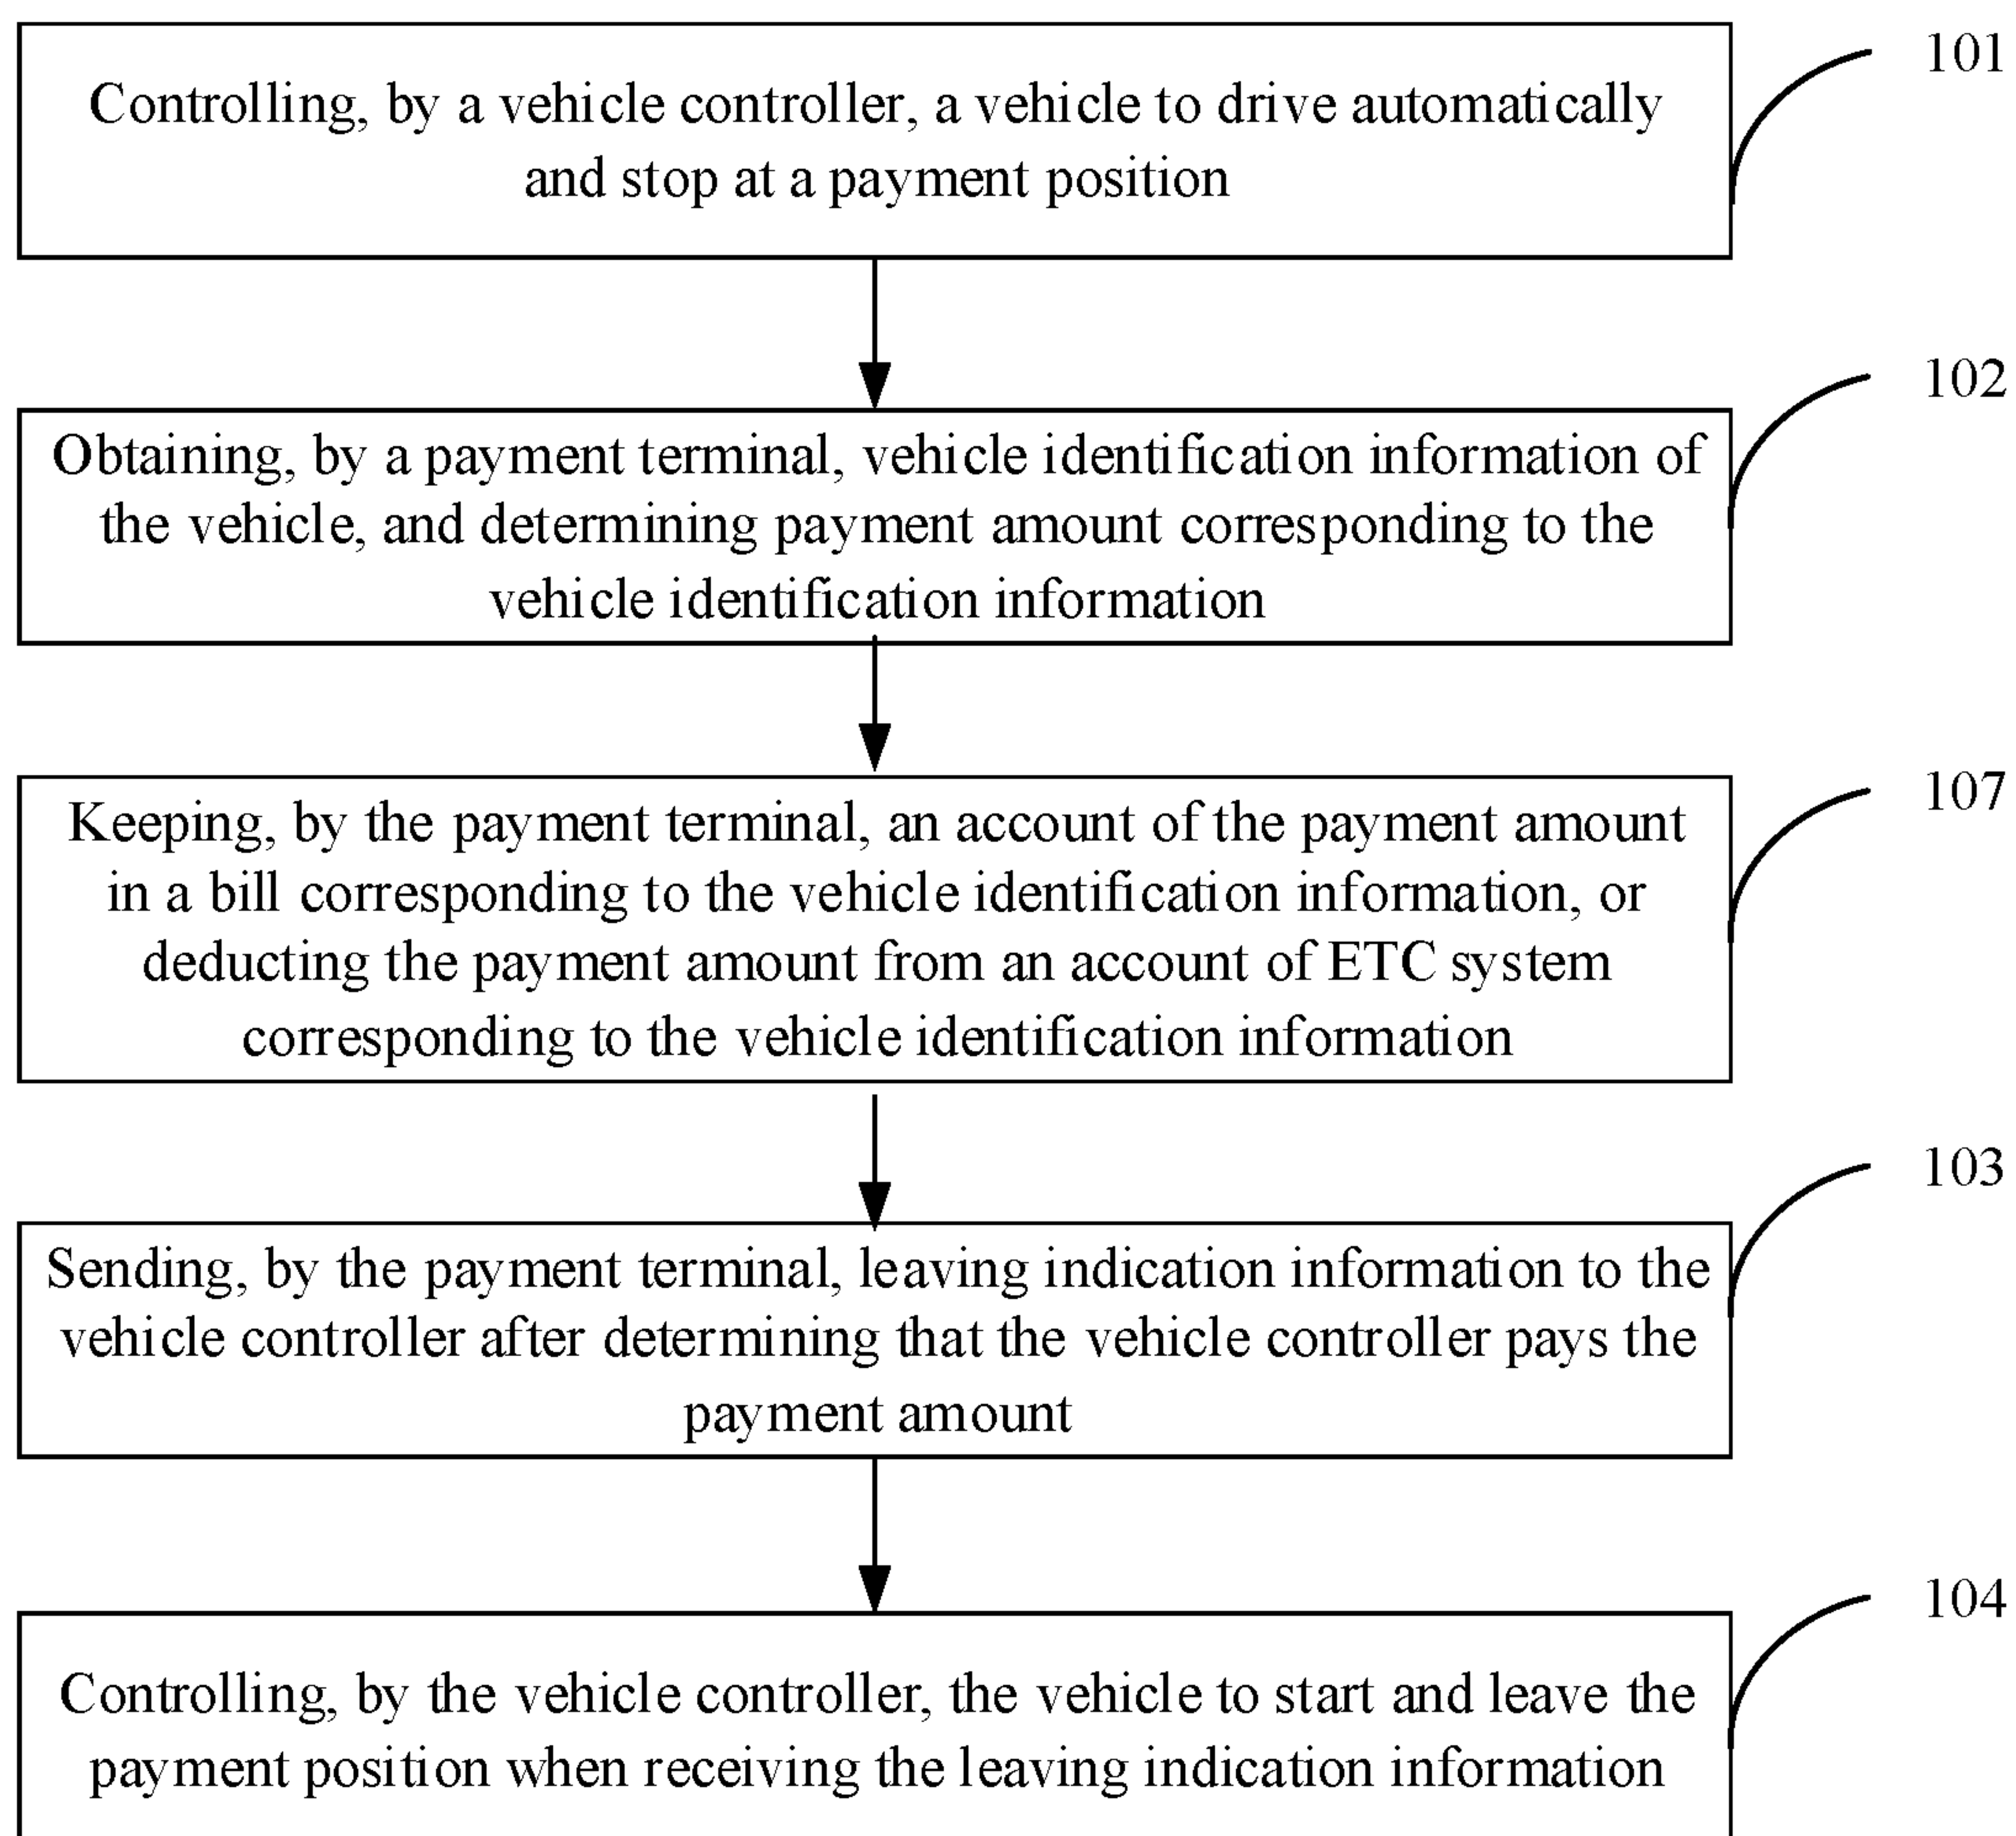 101
Controlling, by a vehicle controller, a vehicle to drive automatically
and stop at a payment position
102
Obtaining, by a payment terminal, vehicle identification information of
the vehicle, and determining payment amount corresponding to the
vehicle identification information
107
Keeping, by the payment terminal, an account of the payment amount
in a bill corresponding to the vehicle identification information, or
deducting the payment amount from an account of ETC system
corresponding to the vehicle identification information
103
Sending, by the payment terminal, leaving indication information to the
vehicle controller after determining that the vehicle controller pays the
payment amount
104
Controlling, by the vehicle controller, the vehicle to start and leave the
payment position when receiving the leaving indication information